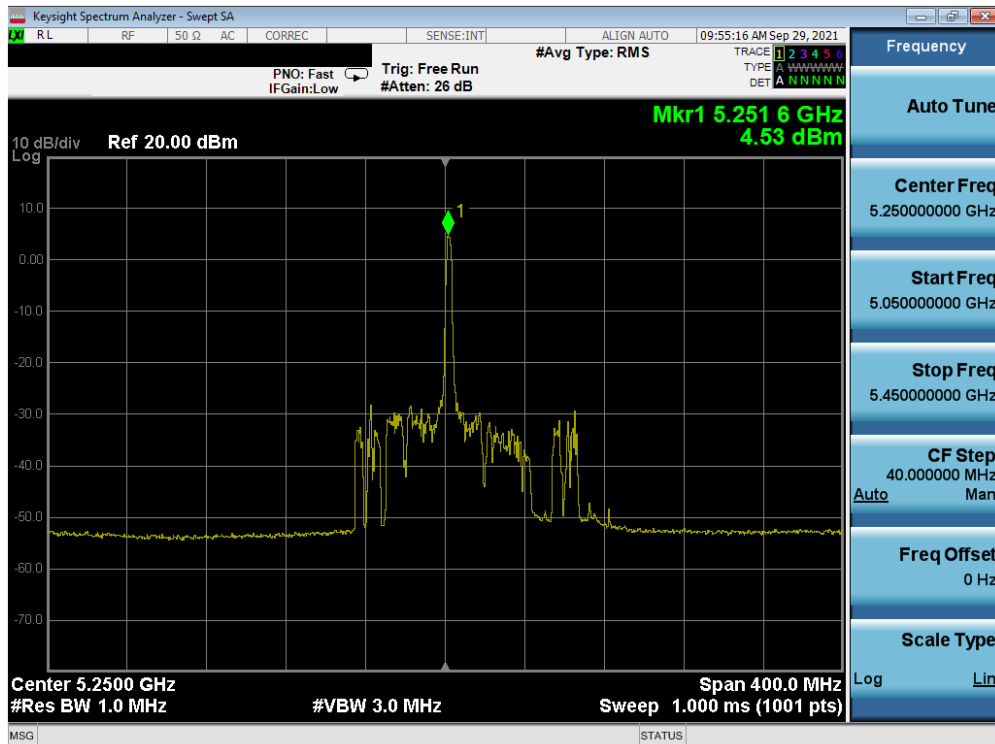 Keysight Spectrum Analyzer - Swept SA
LXI RL RF 50 Ω AC CORREC SENSE:INT ALIGN AUTO 09:55:16 AM Sep 29, 2021
PNO: Fast
IFGain:Low
Trig: Free Run
#Atten: 26 dB
#Avg Type: RMS
TRACE 1 2 3 4 5 6
TYPE A WWWWW
DET A N N N N N
Mkr1 5.251 6 GHz
4.53 dBm
10 dB/div
Log
Ref 20.00 dBm
1
10.0
0.00
-10.0
-20.0
-30.0
-40.0
-50.0
-60.0
-70.0
Center 5.2500 GHz
#Res BW 1.0 MHz
#VBW 3.0 MHz
Span 400.0 MHz
Sweep 1.000 ms (1001 pts)
MSG
STATUS
Frequency
Auto Tune
Center Freq
5.250000000 GHz
Start Freq
5.050000000 GHz
Stop Freq
5.450000000 GHz
CF Step
40.000000 MHz
Auto Man
Freq Offset
0 Hz
Scale Type
Log Lin